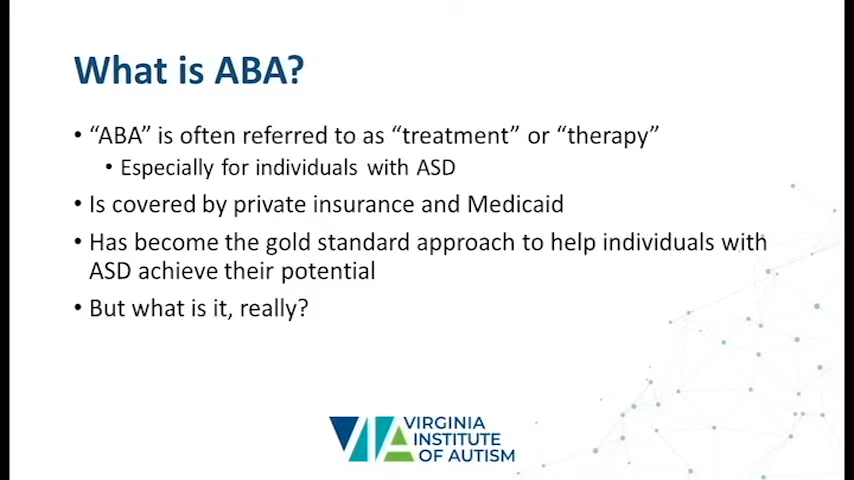 What is ABA?
• “ABA” is often referred to as “treatment” or “therapy”
• Especially for individuals with ASD
• Is covered by private insurance and Medicaid
• Has become the gold standard approach to help individuals with
ASD achieve their potential
• But what is it, really?
VIA
VIRGINIA
INSTITUTE
OF AUTISM